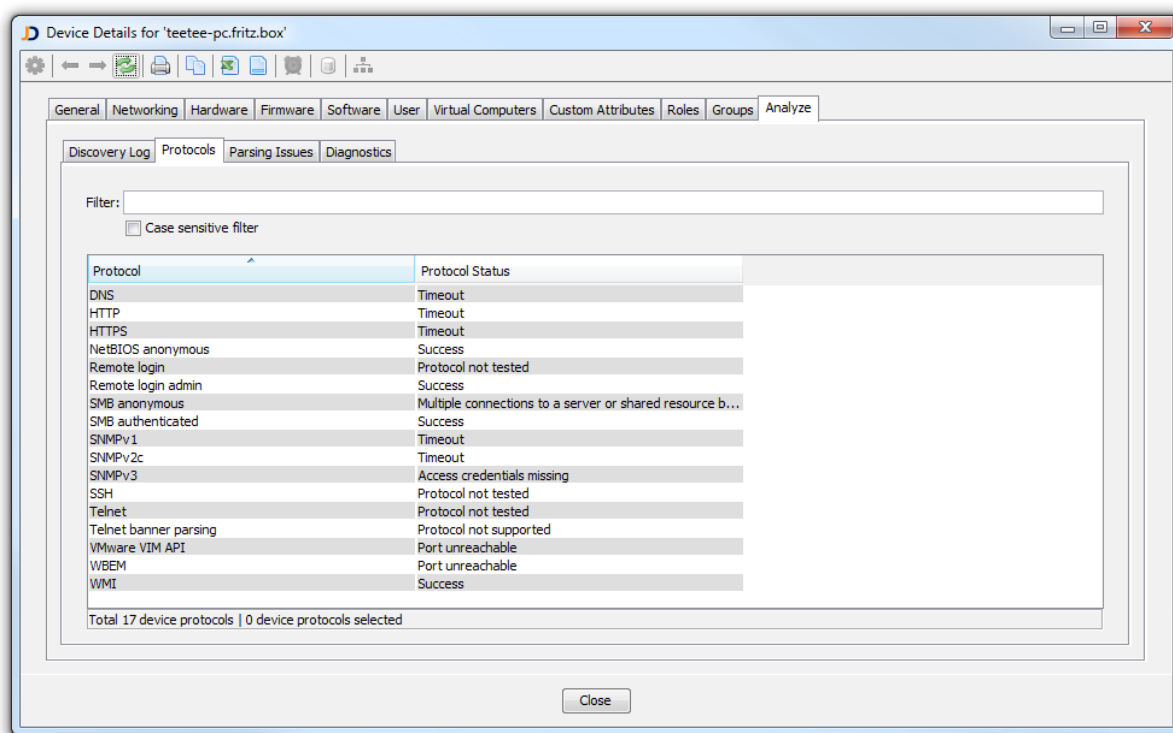 Device Details for 'teetee-pc.fritz.box'
General Networking Hardware Firmware Software User Virtual Computers Custom Attributes Roles Groups Analyze
Discovery Log Protocols Parsing Issues Diagnostics
Filter:
Case sensitive filter
Protocol Protocol Status
DNS Timeout
HTTP Timeout
HTTPS Timeout
NetBIOS anonymous Success
Remote login Protocol not tested
Remote login admin Success
SMB anonymous Multiple connections to a server or shared resource b...
SMB authenticated Success
SNMPv1 Timeout
SNMPv2c Timeout
SNMPv3 Access credentials missing
SSH Protocol not tested
Telnet Protocol not tested
Telnet banner parsing Protocol not supported
VMware VIM API Port unreachable
WBEM Port unreachable
WMI Success
Total 17 device protocols | 0 device protocols selected
Close